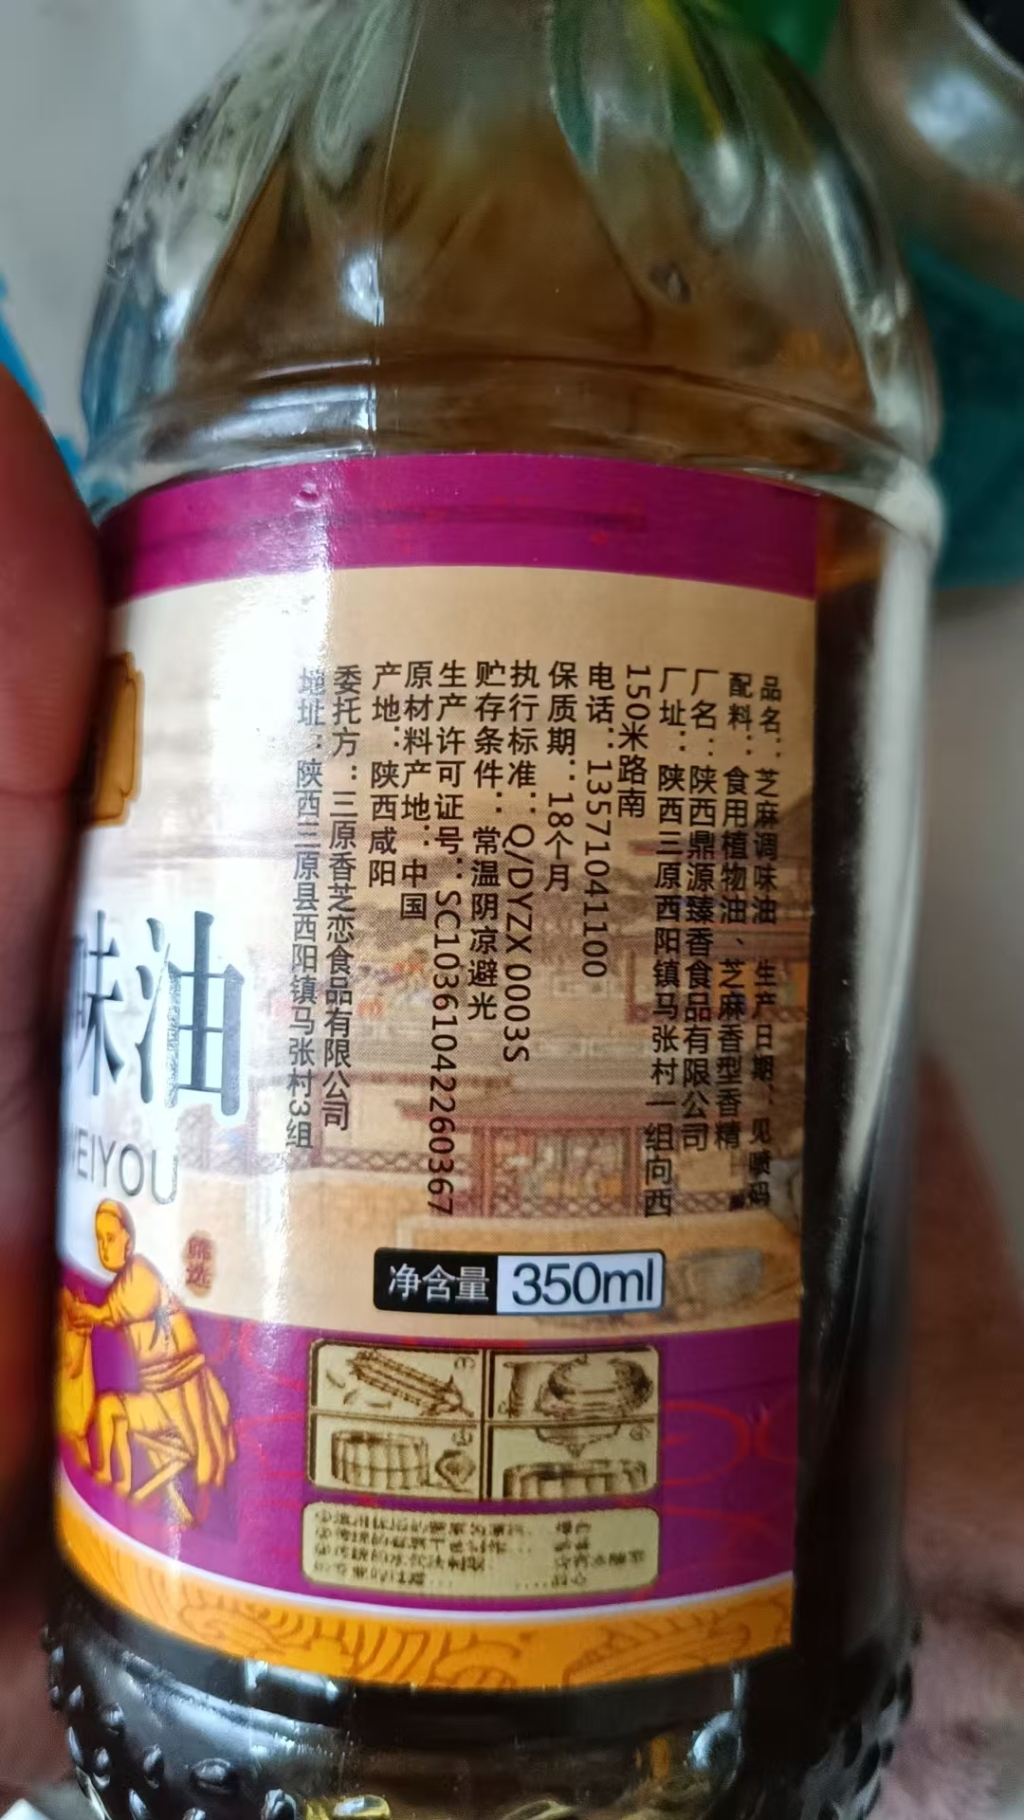 品名：芝麻调味油 生产日期：见喷码
配料：食用植物油、芝麻香型香精
厂名：陕西鼎源臻香食品有限公司
厂址：陕西三原西阳镇马张村一组向西
150米路南
电话：13571041100
保质期：18个月
执行标准：Q/DYZX 0003S
贮存条件：常温阴凉避光
生产许可证号：SC10361042260367
原材料产地：中国
产地：陕西咸阳
委托方：三原香芝恋食品有限公司
地址：陕西三原县西阳镇马张村3组
味油
WEIYOU
甄选
净含量 350ml